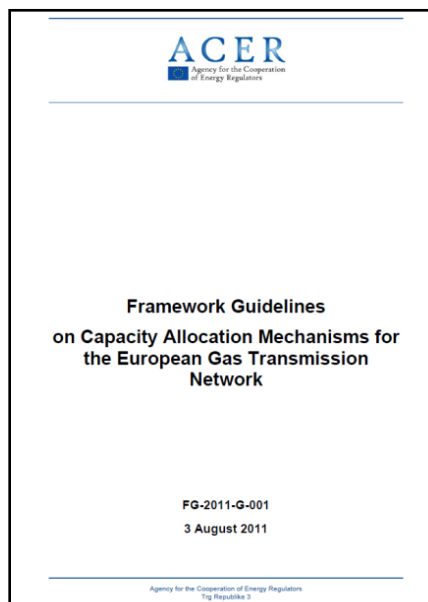 ACER
Agency for the Cooperation
of Energy Regulators
Framework Guidelines
on Capacity Allocation Mechanisms for
the European Gas Transmission
Network
FG-2011-G-001
3 August 2011
Agency for the Cooperation of Energy Regulators
Trg Republike 3